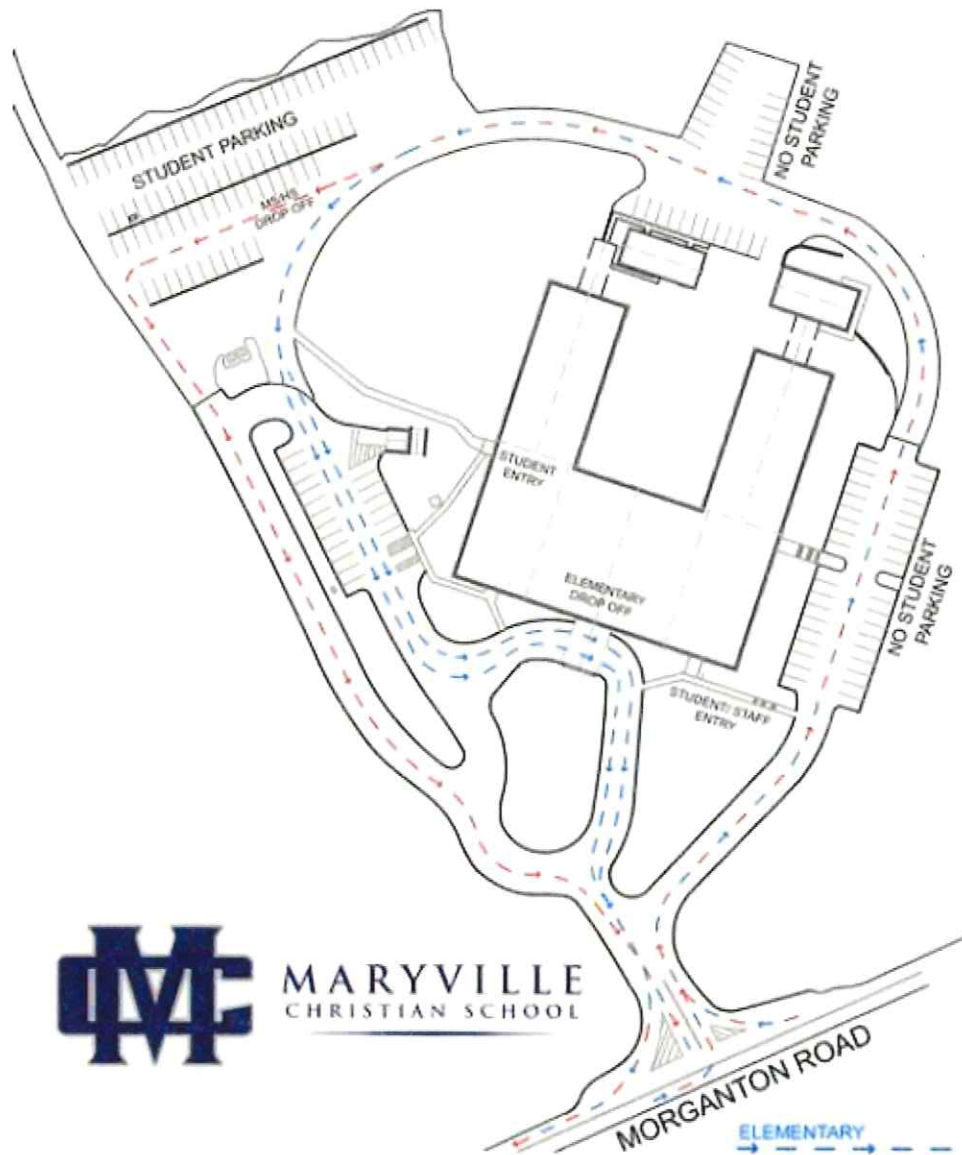 STUDENT PARKING
NO STUDENT
PARKING
MS/HS
DROP OFF
STUDENT
ENTRY
ELEMENTARY
DROP OFF
NO STUDENT
PARKING
STUDENT/ STAFF
ENTRY
MC
MARYVILLE
CHRISTIAN SCHOOL
MORGANTON ROAD
ELEMENTARY